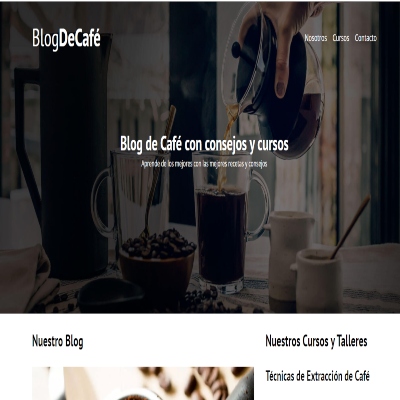 BlogDeCafé
Nosotros Cursos Contacto
Blog de Café con consejos y cursos
Aprende de los mejores con las mejores recetas y consejos
Nuestro Blog
Nuestros Cursos y Talleres
Técnicas de Extracción de Café